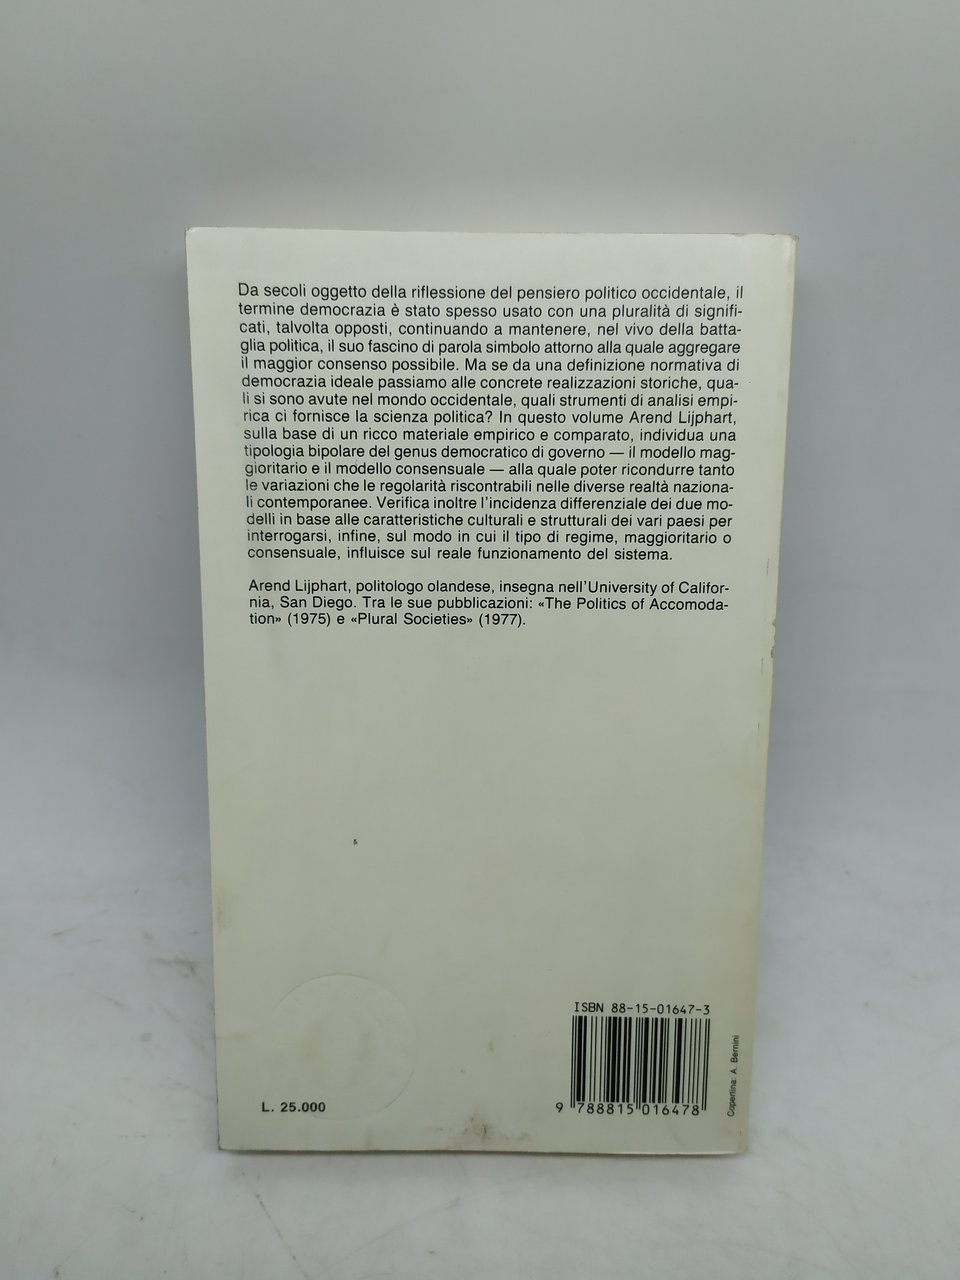 Da secoli oggetto della riflessione del pensiero politico occidentale, il
termine democrazia è stato spesso usato con una pluralità di signifi-
cati, talvolta opposti, continuando a mantenere, nel vivo della batta-
glia politica, il suo fascino di parola simbolo attorno alla quale aggregare
il maggior consenso possibile. Ma se da una definizione normativa di
democrazia ideale passiamo alle concrete realizzazioni storiche, qua-
li si sono avute nel mondo occidentale, quali strumenti di analisi empi-
rica ci fornisce la scienza politica? In questo volume Arend Lijphart,
sulla base di un ricco materiale empirico e comparato, individua una
tipologia bipolare del genus democratico di governo — il modello mag-
gioritario e il modello consensuale — alla quale poter ricondurre tanto
le variazioni che le regolarità riscontrabili nelle diverse realtà naziona-
li contemporanee. Verifica inoltre l'incidenza differenziale dei due mo-
delli in base alle caratteristiche culturali e strutturali dei vari paesi per
interrogarsi, infine, sul modo in cui il tipo di regime, maggioritario o
consensuale, influisce sul reale funzionamento del sistema.
Arend Lijphart, politologo olandese, insegna nell'University of Califor-
nia, San Diego. Tra le sue pubblicazioni: «The Politics of Accomoda-
tion» (1975) e «Plural Societies» (1977).
ISBN 88-15-01647-3
9 788815 016478
L. 25.000
Copertina: A. Bernini